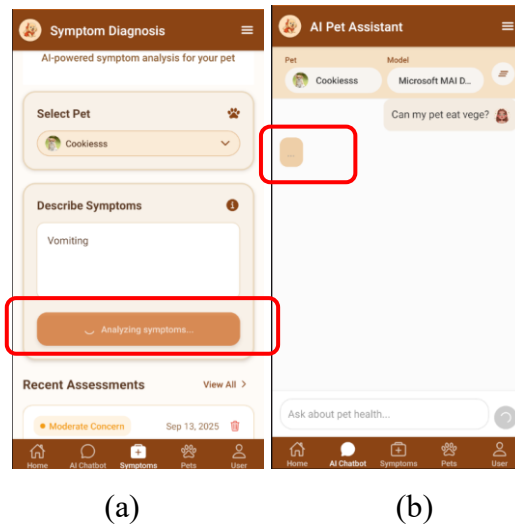 Symptom Diagnosis
AI-powered symptom analysis for your pet
Select Pet
Cookiesss
Describe Symptoms
Vomiting
Analyzing symptoms...
Recent Assessments View All >
Moderate Concern Sep 13, 2025
Home AI Chatbot Symptoms Pets User
(a)
AI Pet Assistant
Pet Model
Cookiesss Microsoft MAI D...
Can my pet eat vege?
...
Ask about pet health...
Home AI Chatbot Symptoms Pets User
(b)